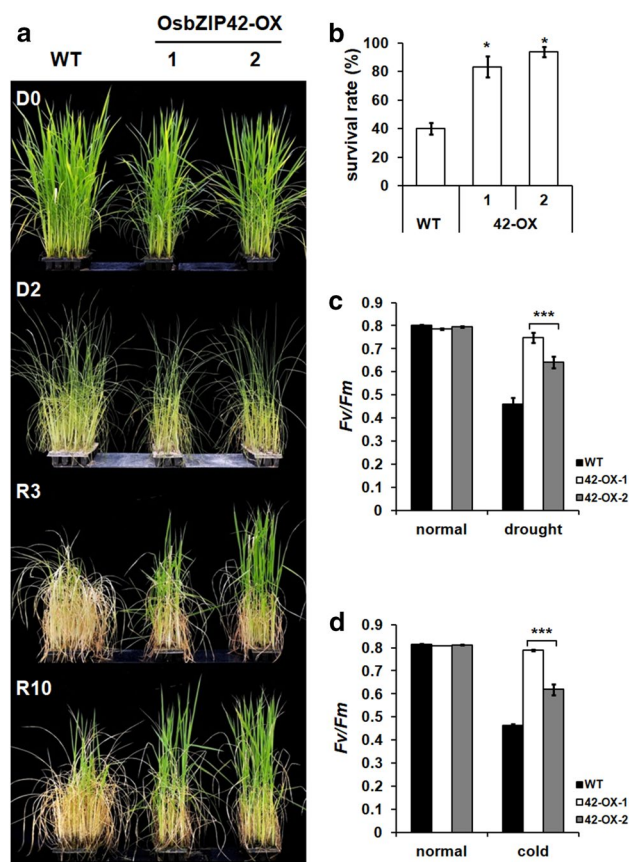 a
OsbZIP42-OX
WT 1 2
D0
D2
R3
R10
b
survival rate (%)
100
80
60
40
20
0
* *
1 2
WT 42-OX
c
Fv/Fm
0.9
0.8
0.7
0.6
0.5
0.4
0.3
0.2
0.1
0
***
WT
42-OX-1
42-OX-2
normal drought
d
Fv/Fm
0.9
0.8
0.7
0.6
0.5
0.4
0.3
0.2
0.1
0
***
WT
42-OX-1
42-OX-2
normal cold